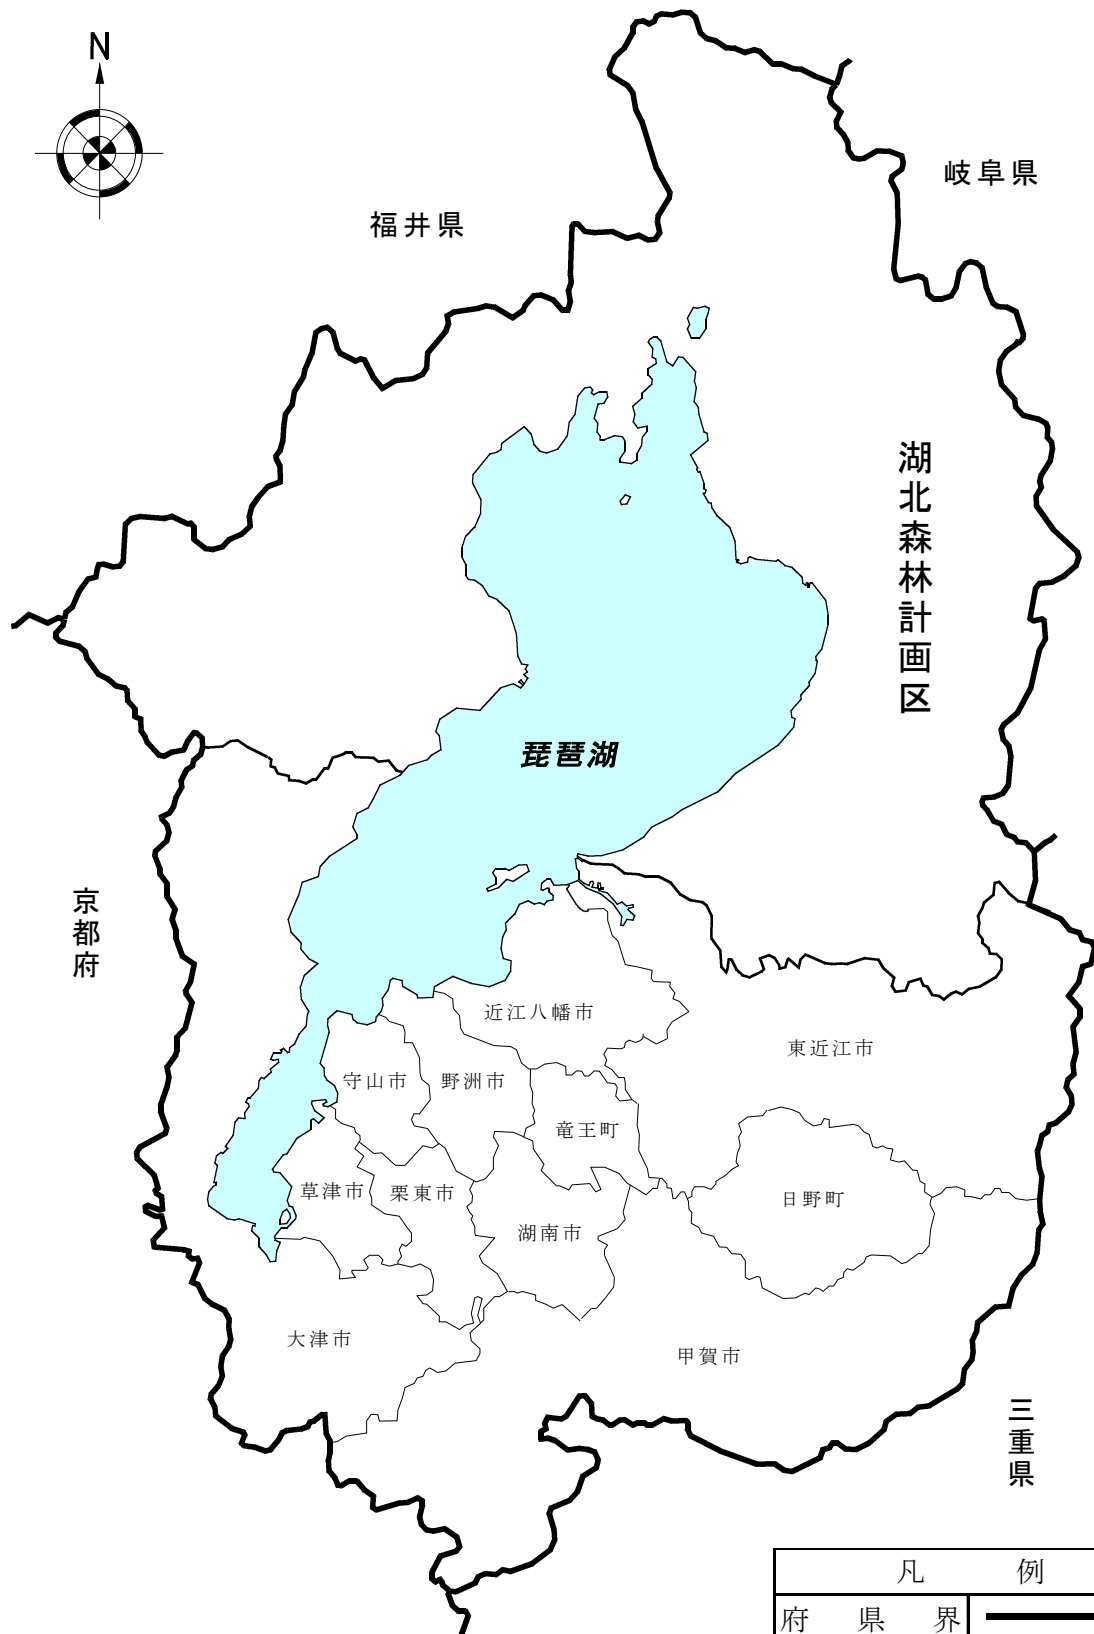 N
岐阜県
福井県
湖北森林計画区
琵琶湖
京都府
近江八幡市
東近江市
守山市
野洲市
竜王町
草津市
栗東市
日野町
湖南市
大津市
甲賀市
三重県
凡 例
府 県 界